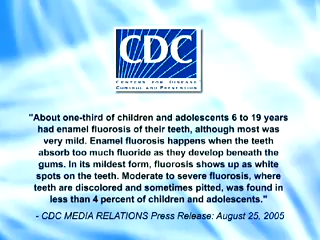 CDC
CENTERS FOR DISEASE
CONTROL AND PREVENTION
"About one-third of children and adolescents 6 to 19 years
had enamel fluorosis of their teeth, although most was
very mild. Enamel fluorosis happens when the teeth
absorb too much fluoride as they develop beneath the
gums. In its mildest form, fluorosis shows up as white
spots on the teeth. Moderate to severe fluorosis, where
teeth are discolored and sometimes pitted, was found in
less than 4 percent of children and adolescents."
- CDC MEDIA RELATIONS Press Release: August 25, 2005